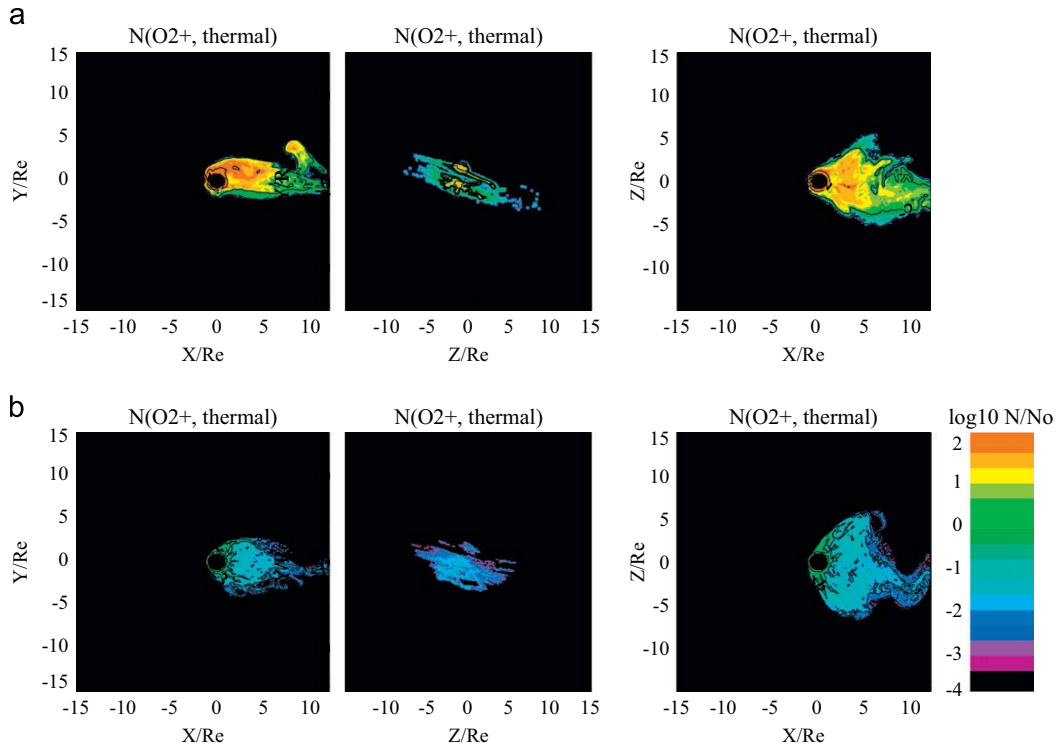 a
N(O2+, thermal) N(O2+, thermal) N(O2+, thermal)
15 15
10 10
5 5
Y/Re 0 Z/Re 0
-5 -5
-10 -10
-15
-15 -10 -5 0 5 10 -10 -5 0 5 10 15 -15 -10 -5 0 5 10
X/Re Z/Re X/Re
b
N(O2+, thermal) N(O2+, thermal) N(O2+, thermal) log10 N/No
15 15 2
10 10 1
5 5 0
Y/Re 0 Z/Re 0 -1
-5 -5 -2
-10 -10 -3
-15 -4
-15 -10 -5 0 5 10 -10 -5 0 5 10 15 -15 -10 -5 0 5 10
X/Re Z/Re X/Re